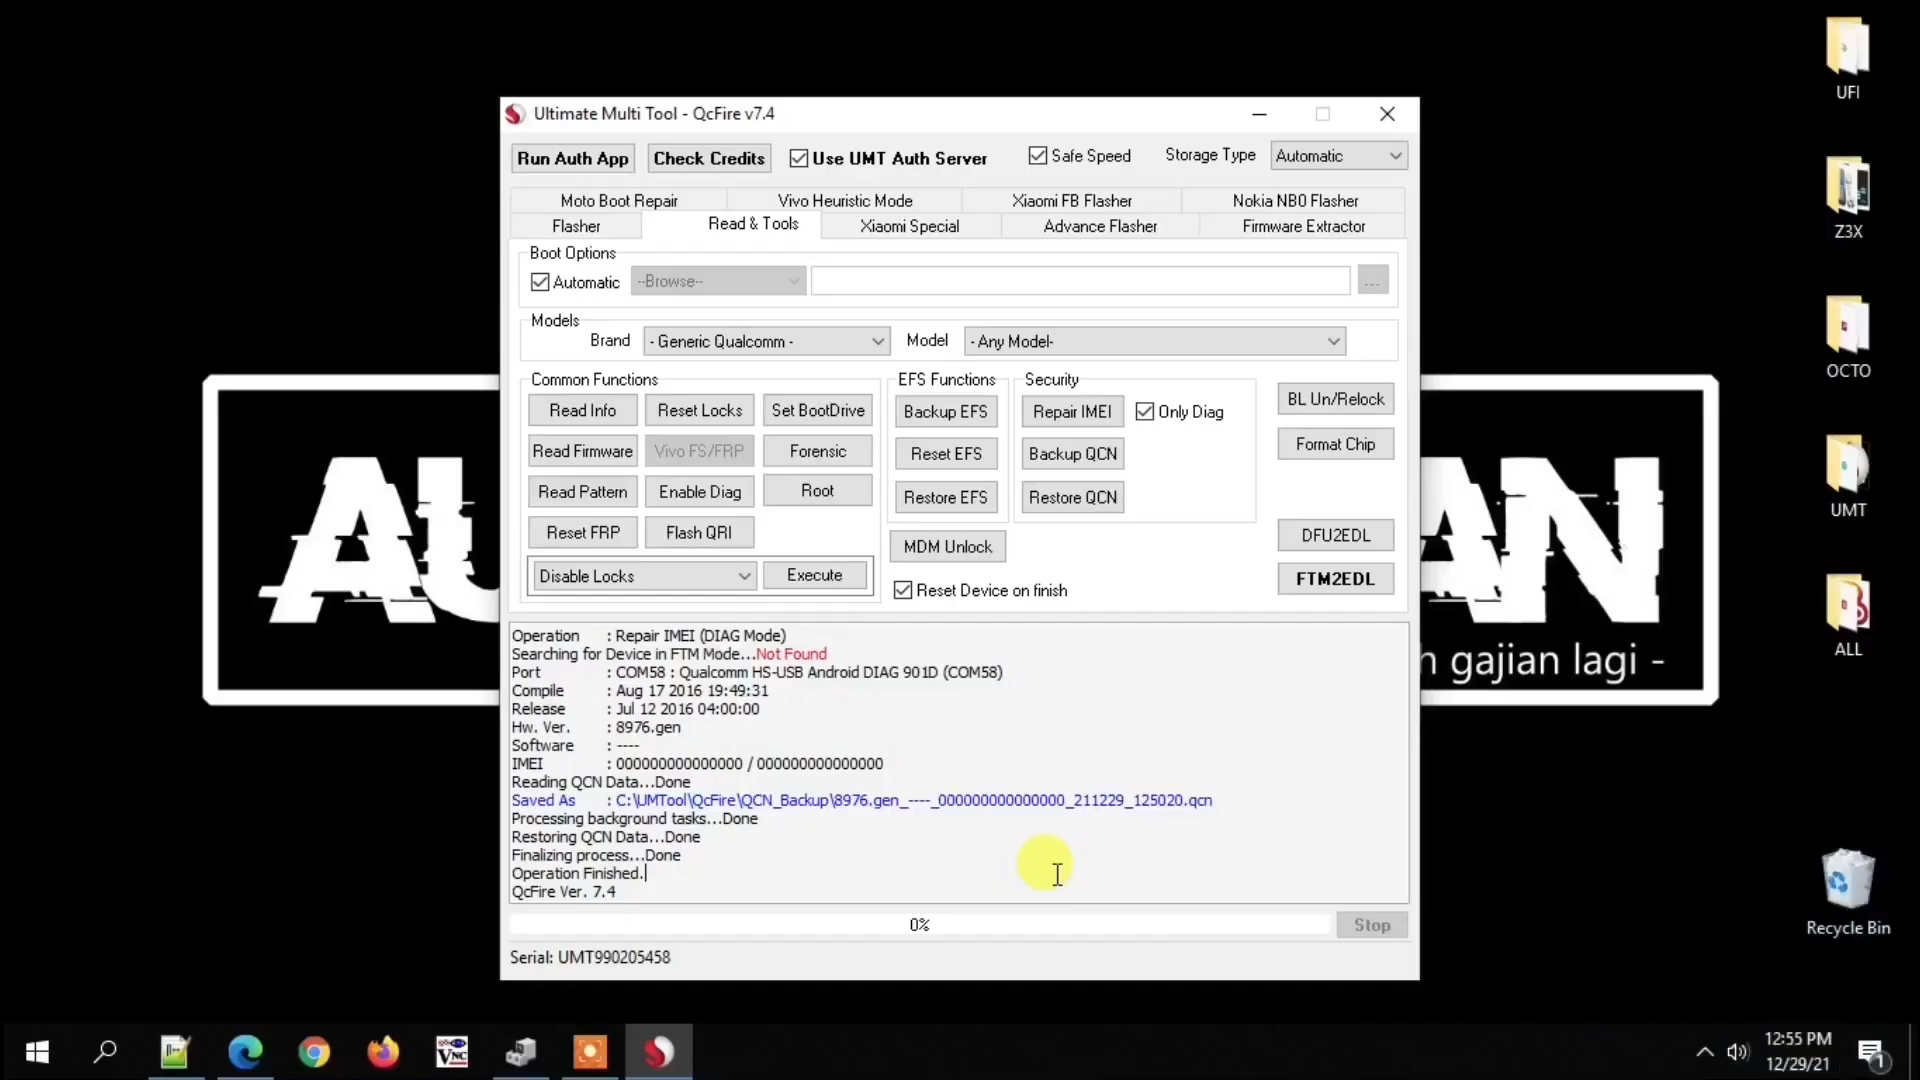 Ultimate Multi Tool - QcFire v7.4
Run Auth App
Check Credits
Use UMT Auth Server
Safe Speed
Storage Type
Automatic
Moto Boot Repair
Vivo Heuristic Mode
Xiaomi FB Flasher
Nokia NB0 Flasher
Flasher
Read & Tools
Xiaomi Special
Advance Flasher
Firmware Extractor
Boot Options
Automatic
--Browse--
...
Models
Brand
- Generic Qualcomm -
Model
- Any Model-
Common Functions
Read Info
Reset Locks
Set BootDrive
Read Firmware
Vivo FS/FRP
Forensic
Read Pattern
Enable Diag
Root
Reset FRP
Flash QRI
Disable Locks
Execute
EFS Functions
Backup EFS
Reset EFS
Restore EFS
MDM Unlock
Reset Device on finish
Security
Repair IMEI
Only Diag
Backup QCN
Restore QCN
BL Un/Relock
Format Chip
DFU2EDL
FTM2EDL
Operation : Repair IMEI (DIAG Mode)
Searching for Device in FTM Mode...Not Found
Port : COM58 : Qualcomm HS-USB Android DIAG 901D (COM58)
Compile : Aug 17 2016 19:49:31
Release : Jul 12 2016 04:00:00
Hw. Ver. : 8976.gen
Software : ----
IMEI : 000000000000000 / 000000000000000
Reading QCN Data...Done
Saved As : C:\UMTool\QcFire\QCN_Backup\8976.gen_----_000000000000000_211229_125020.qcn
Processing background tasks...Done
Restoring QCN Data...Done
Finalizing process...Done
Operation Finished.
QcFire Ver. 7.4
0%
Stop
Serial: UMT990205458
AU
AN
gajian lagi -
UFI
Z3X
OCTO
UMT
ALL
Recycle Bin
VNC
12:55 PM
12/29/21
1